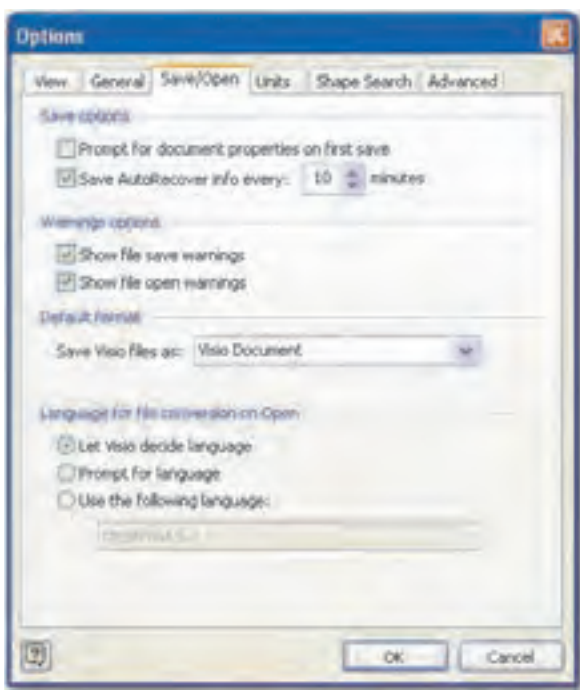 Options
View General Save/Open Units Shape Search Advanced
Save options
Prompt for document properties on first save
Save AutoRecover info every: 10 minutes
Warnings options
Show file save warnings
Show file open warnings
Default format
Save Visio files as: Visio Document
Language for file conversion on Open
Let Visio decide language
Prompt for language
Use the following language:
OK Cancel